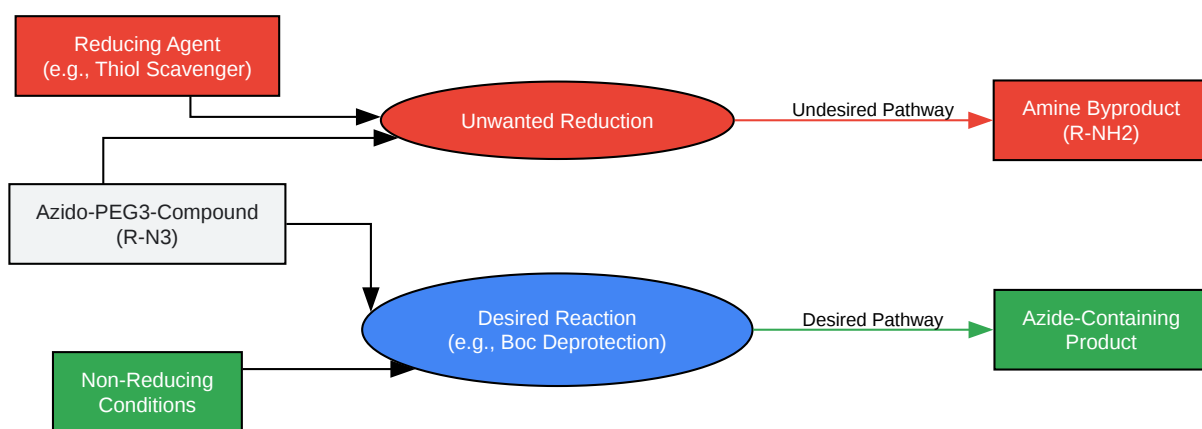 Reducing Agent
(e.g., Thiol Scavenger)
Unwanted Reduction
Undesired Pathway
Amine Byproduct
(R-NH2)
Azido-PEG3-Compound
(R-N3)
Desired Reaction
(e.g., Boc Deprotection)
Desired Pathway
Azide-Containing
Product
Non-Reducing
Conditions